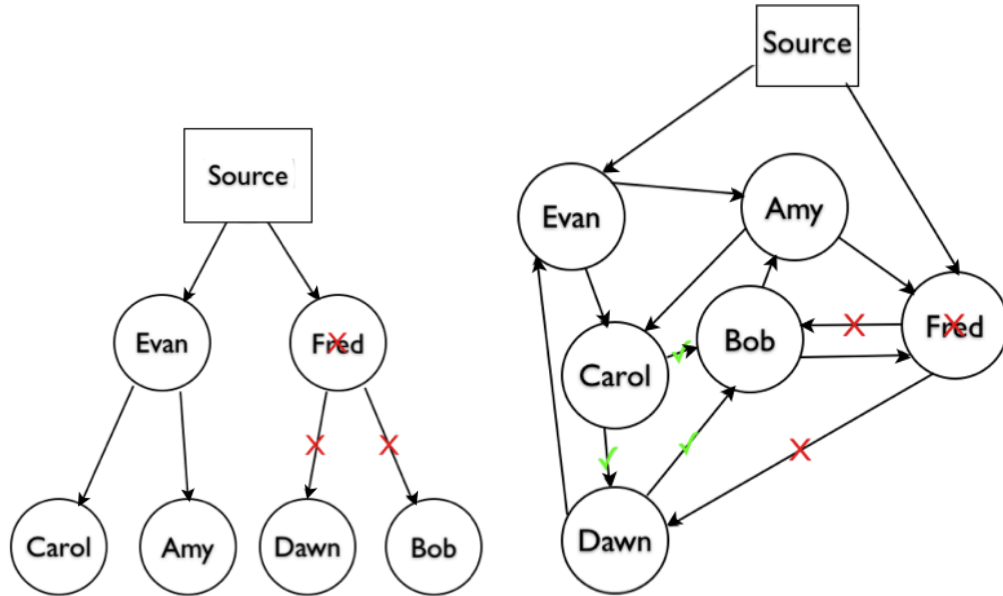 Source
Evan
Fred
Carol
Amy
Dawn
Bob
Source
Evan
Amy
Fred
Bob
Carol
Dawn